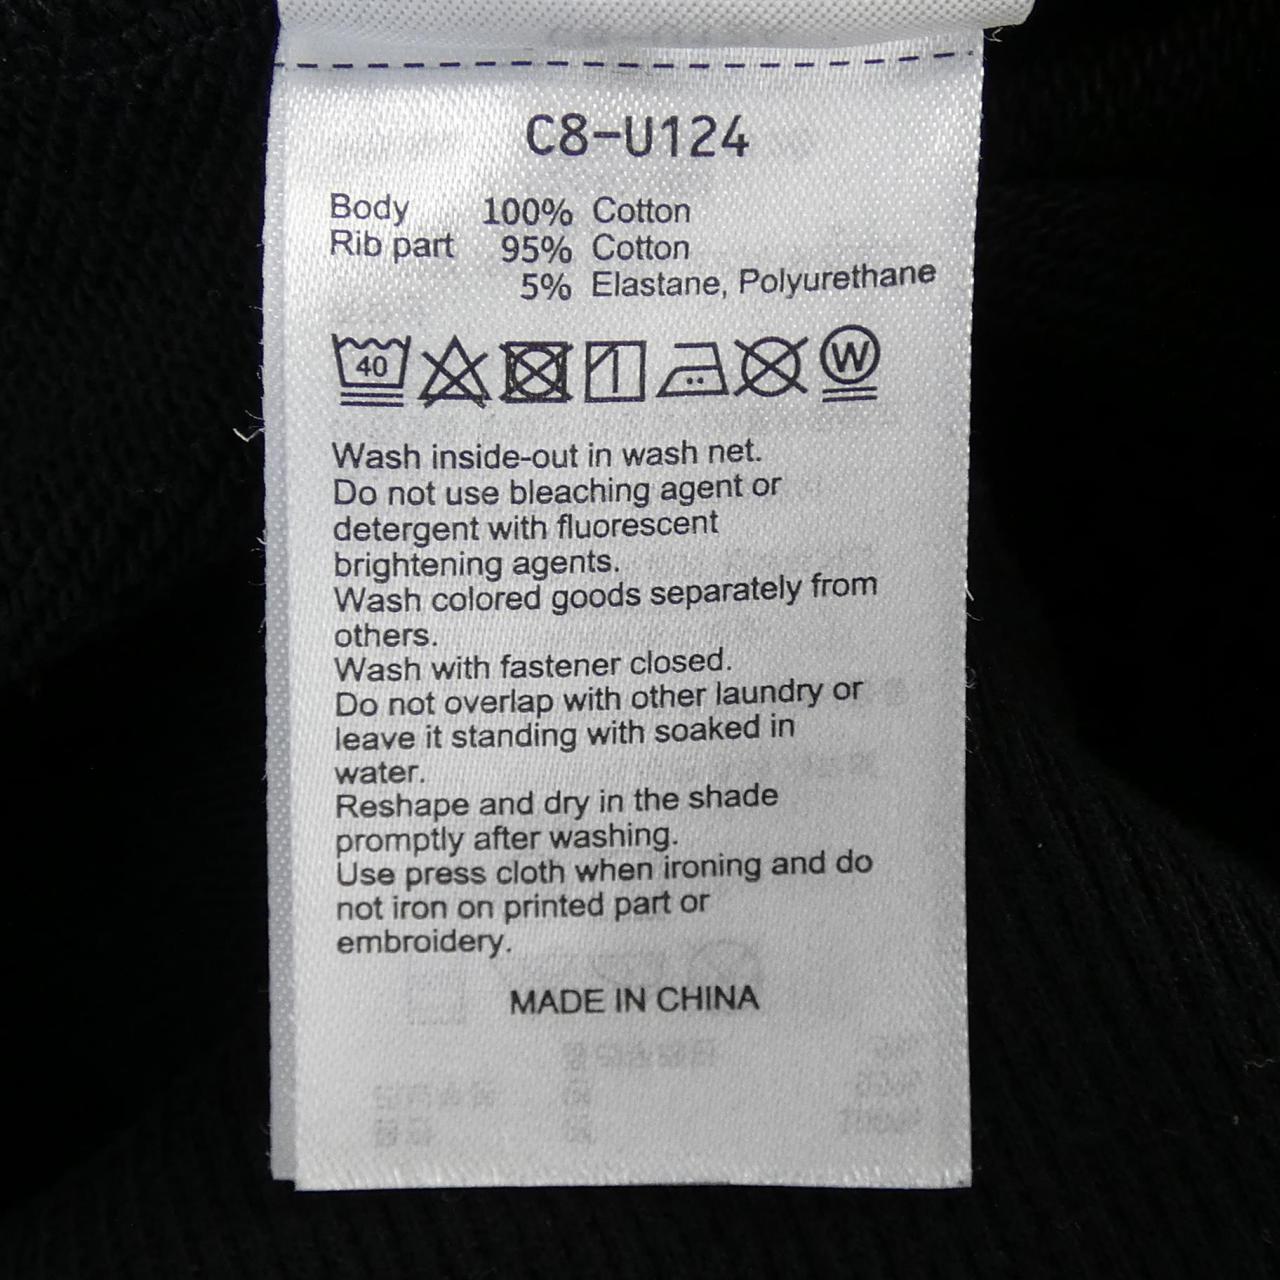 C8-U124
Body 100% Cotton
Rib part 95% Cotton
5% Elastane, Polyurethane
40 W
Wash inside-out in wash net.
Do not use bleaching agent or
detergent with fluorescent
brightening agents.
Wash colored goods separately from
others.
Wash with fastener closed.
Do not overlap with other laundry or
leave it standing with soaked in
water.
Reshape and dry in the shade
promptly after washing.
Use press cloth when ironing and do
not iron on printed part or
embroidery.
MADE IN CHINA